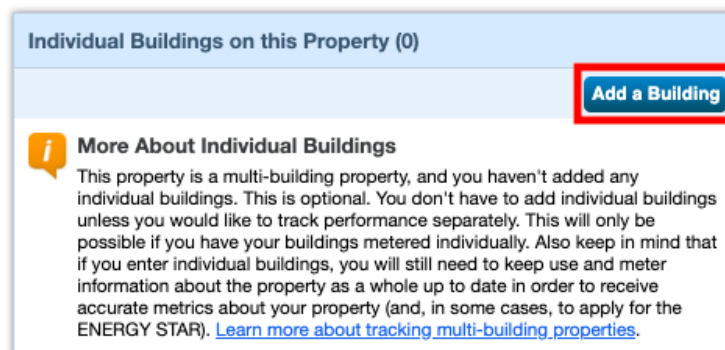 Individual Buildings on this Property (0)
Add a Building
i
More About Individual Buildings
This property is a multi-building property, and you haven't added any
individual buildings. This is optional. You don't have to add individual buildings
unless you would like to track performance separately. This will only be
possible if you have your buildings metered individually. Also keep in mind that
if you enter individual buildings, you will still need to keep use and meter
information about the property as a whole up to date in order to receive
accurate metrics about your property (and, in some cases, to apply for the
ENERGY STAR). Learn more about tracking multi-building properties.